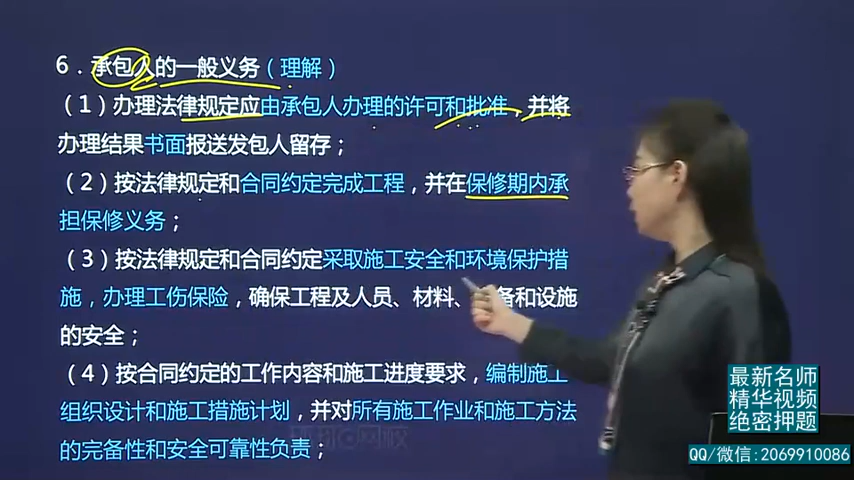 6．承包人的一般义务（理解）
（1）办理法律规定应由承包人办理的许可和批准，并将
办理结果书面报送发包人留存；
（2）按法律规定和合同约定完成工程，并在保修期内承
担保修义务；
（3）按法律规定和合同约定采取施工安全和环境保护措
施，办理工伤保险，确保工程及人员、材料、备和设施
的安全；
（4）按合同约定的工作内容和施工进度要求，编制施工
组织设计和施工措施计划，并对所有施工作业和施工方法
的完备性和安全可靠性负责；
最新名师
精华视频
绝密押题
QQ/微信:2069910086